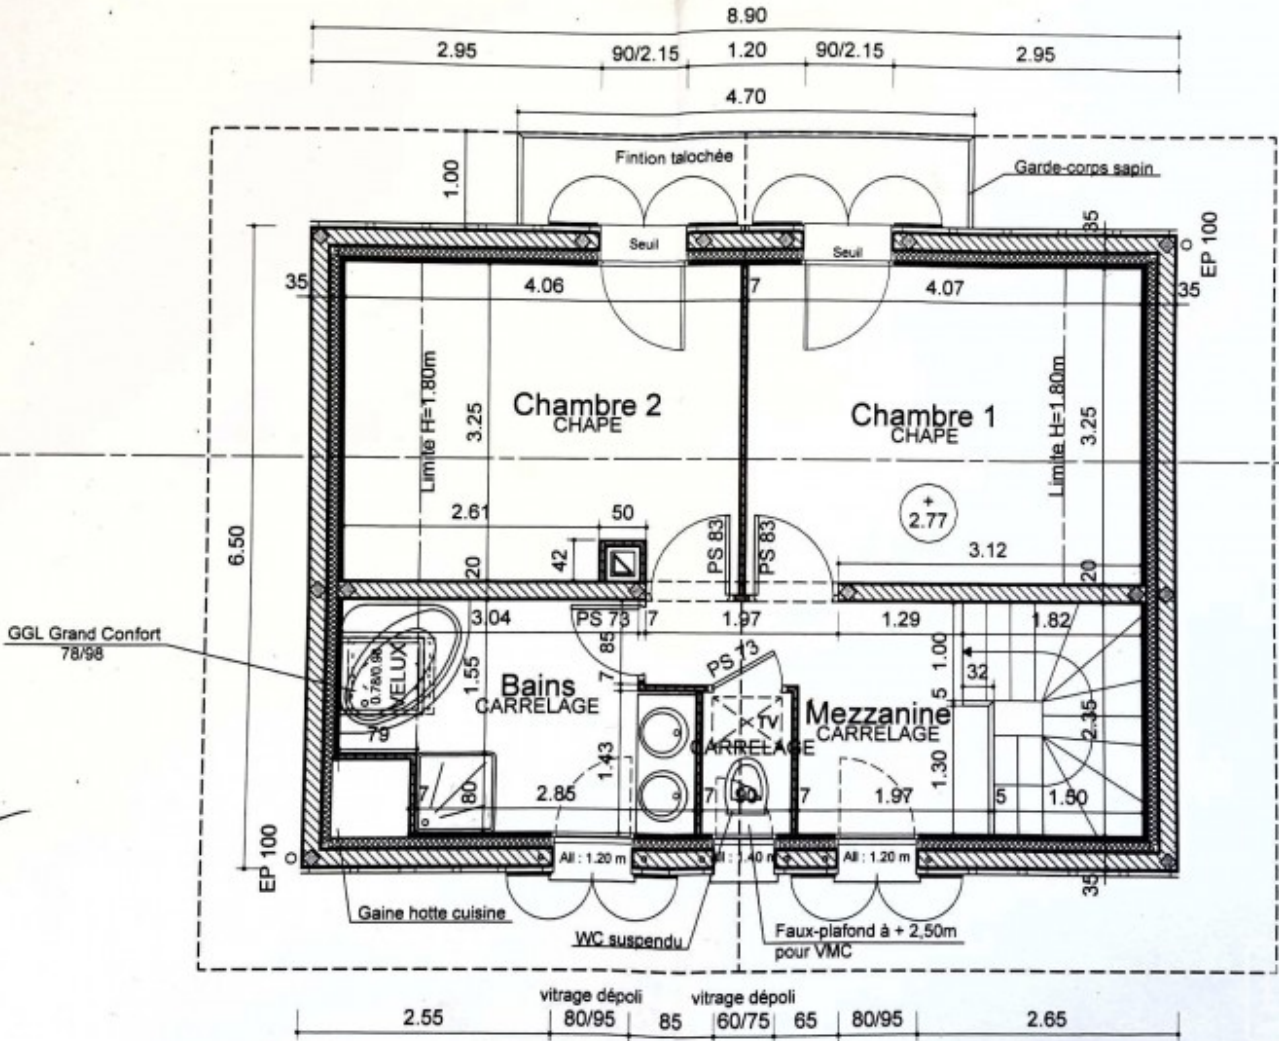 8.90
2.95 90/2.15 1.20 90/2.15 2.95
4.70
1.00
Fintion talochée
Garde-corps sapin
Seuil
Seuil
35
EP 100
35 4.06 7 4.07 35
Limite H=1.80m
3.25
Chambre 2
CHAPE
Chambre 1
CHAPE
Limite H=1.80m
3.25
6.50
2.61 50
42
20
PS 83
PS 83
+
2.77
3.12
20
GGL Grand Confort
78/98
3.04 PS 73 7 1.97 1.29 1.82
85
7
PS 73
1.00
32
5
0.78/0.98
VELUX
1.55
Bains
CARRELAGE
TV
CARRELAGE
Mezzanine
CARRELAGE
2.35
79
1.43
1.30
7 80 2.85 7 90 7 1.97 5 1.50
EP 100
All : 1.20 m
All : 1.40 m
All : 1.20 m
35
Gaine hotte cuisine
WC suspendu
Faux-plafond à + 2,50m
pour VMC
vitrage dépoli vitrage dépoli
2.55 80/95 85 60/75 65 80/95 2.65